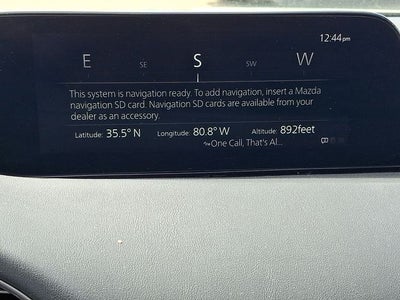 12:44pm
E SE S SW W
This system is navigation ready. To add navigation, insert a Mazda
navigation SD card. Navigation SD cards are available from your
dealer as an accessory.
Latitude: 35.5° N Longitude: 80.8° W Altitude: 892feet
One Call, That's Al...